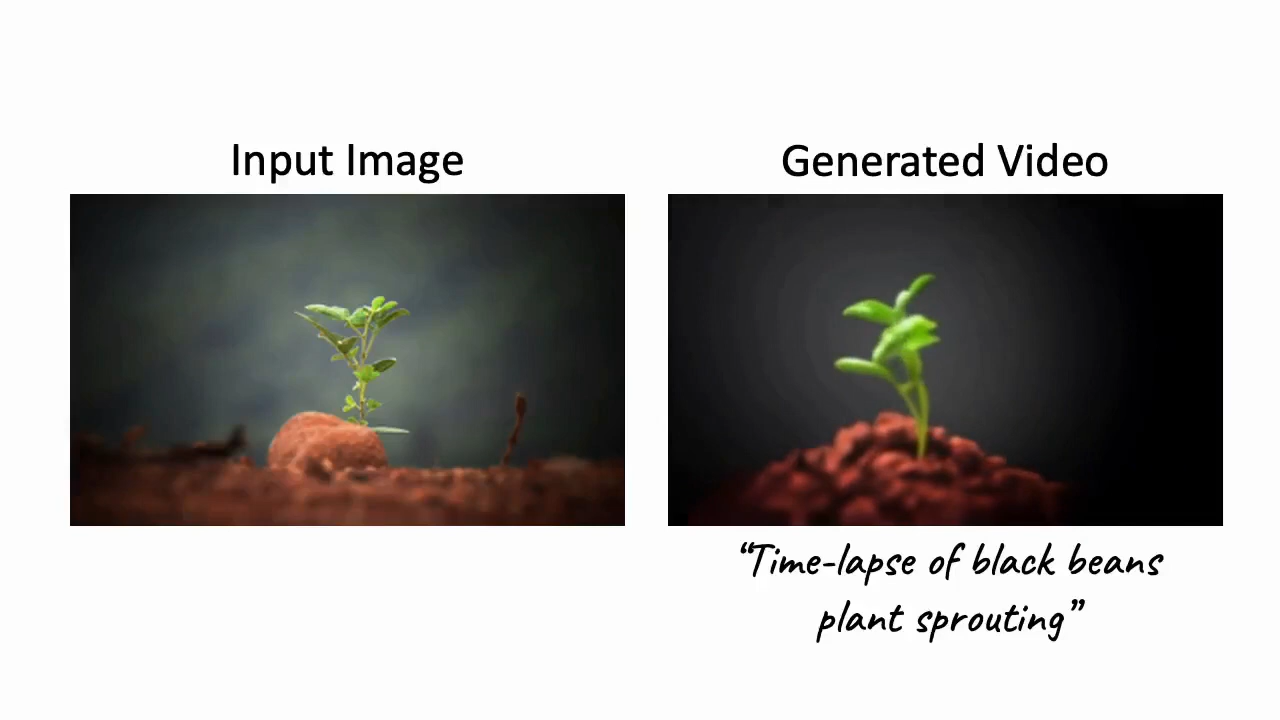 Input Image
Generated Video
“Time-lapse of black beans
plant sprouting”